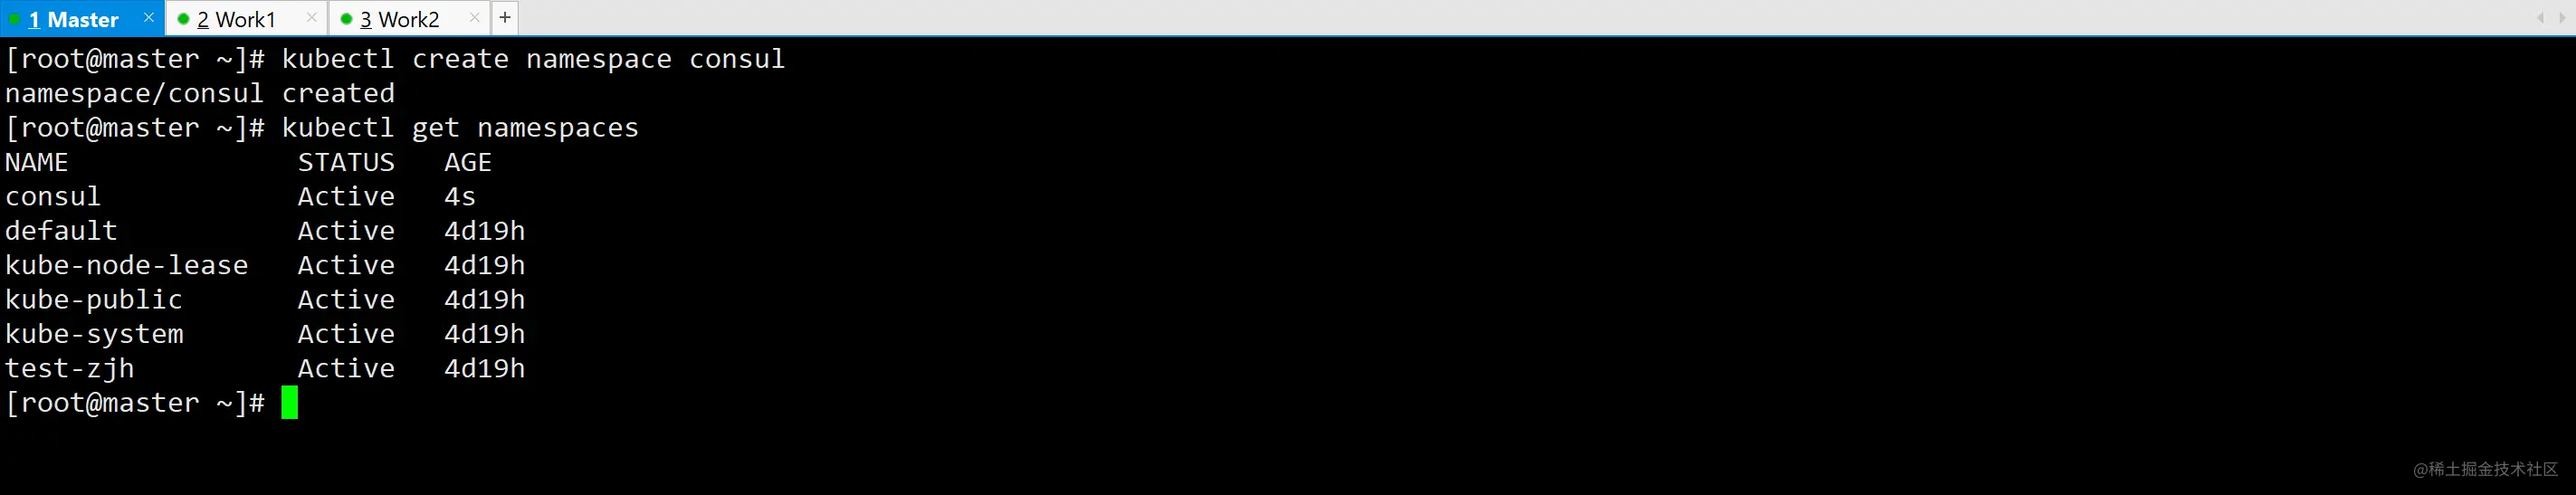 1 Master × 2 Work1 × 3 Work2 × +
[root@master ~]# kubectl create namespace consul
namespace/consul created
[root@master ~]# kubectl get namespaces
NAME              STATUS   AGE
consul            Active   4s
default           Active   4d19h
kube-node-lease   Active   4d19h
kube-public       Active   4d19h
kube-system       Active   4d19h
test-zjh          Active   4d19h
[root@master ~]#
@稀土掘金技术社区